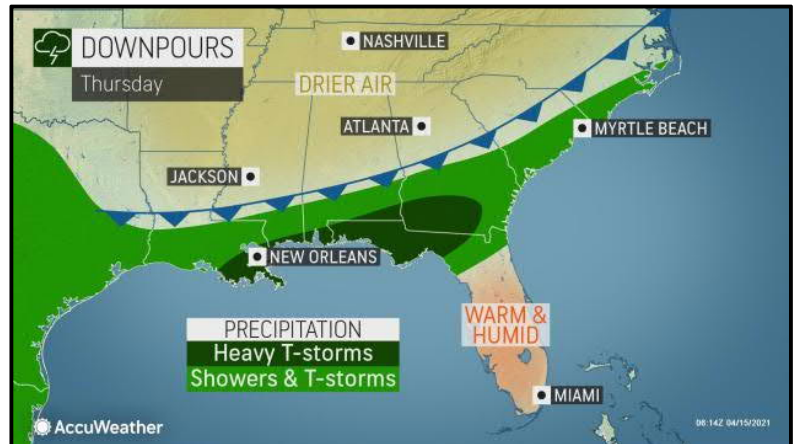 DOWNPOURS
Thursday
NASHVILLE
DRIER AIR
ATLANTA
MYRTLE BEACH
JACKSON
NEW ORLEANS
WARM &
HUMID
PRECIPITATION
Heavy T-storms
Showers & T-storms
MIAMI
AccuWeather
06:14Z 04/15/2021